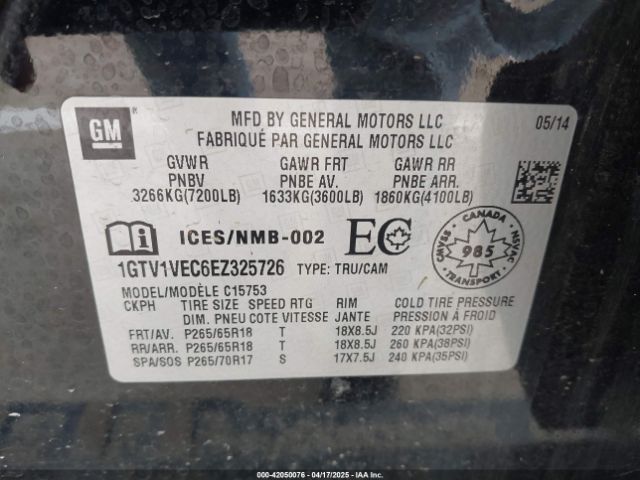 GM
MFD BY GENERAL MOTORS LLC
05/14
FABRIQUÉ PAR GENERAL MOTORS LLC
GVWR GAWR FRT GAWR RR
PNBV PNBE AV. PNBE ARR.
3266KG(7200LB) 1633KG(3600LB) 1860KG(4100LB)
ICES/NMB-002 EC
CANADA
CMVSS 985 NSVAC
TRANSPORT
1GTV1VEC6EZ325726 TYPE: TRU/CAM
MODEL/MODÈLE C15753
CKPH TIRE SIZE SPEED RTG RIM COLD TIRE PRESSURE
DIM. PNEU COTE VITESSE JANTE PRESSION À FROID
FRT/AV. P265/65R18 T 18X8.5J 220 KPA(32PSI)
RR/ARR. P265/65R18 T 18X8.5J 260 KPA(38PSI)
SPA/SOS P265/70R17 S 17X7.5J 240 KPA(35PSI)
000-42050076 - 04/17/2025 - IAA, Inc.